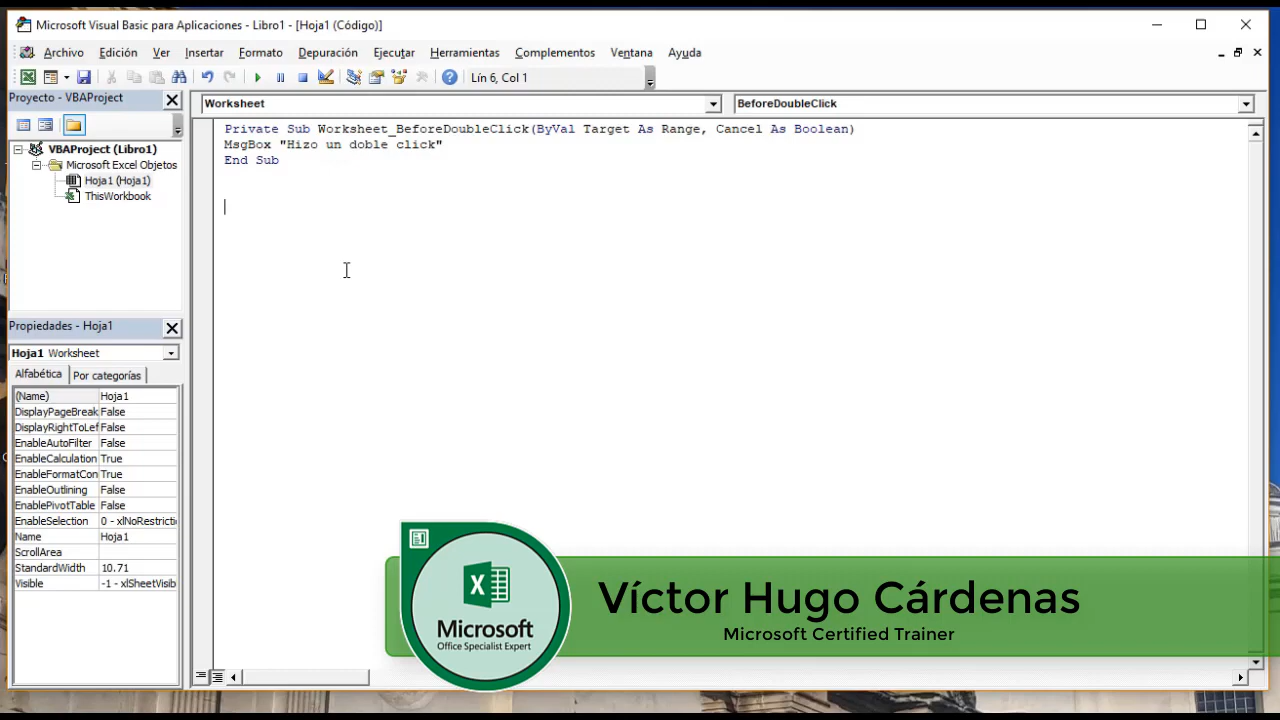 Microsoft Visual Basic para Aplicaciones - Libro1 - [Hoja1 (Código)]
Archivo Edición Ver Insertar Formato Depuración Ejecutar Herramientas Complementos Ventana Ayuda
Lín 6, Col 1
Proyecto - VBAProject
VBAProject (Libro1)
Microsoft Excel Objetos
Hoja1 (Hoja1)
ThisWorkbook
Propiedades - Hoja1
Hoja1 Worksheet
Alfabética Por categorías
(Name) Hoja1
DisplayPageBreak False
DisplayRightToLef False
EnableAutoFilter False
EnableCalculation True
EnableFormatCon True
EnableOutlining False
EnablePivotTable False
EnableSelection 0 - xlNoRestricti
Name Hoja1
ScrollArea
StandardWidth 10.71
Visible -1 - xlSheetVisib
Worksheet BeforeDoubleClick
Private Sub Worksheet_BeforeDoubleClick(ByVal Target As Range, Cancel As Boolean)
MsgBox "Hizo un doble click"
End Sub
X
Microsoft
Office Specialist Expert
Víctor Hugo Cárdenas
Microsoft Certified Trainer